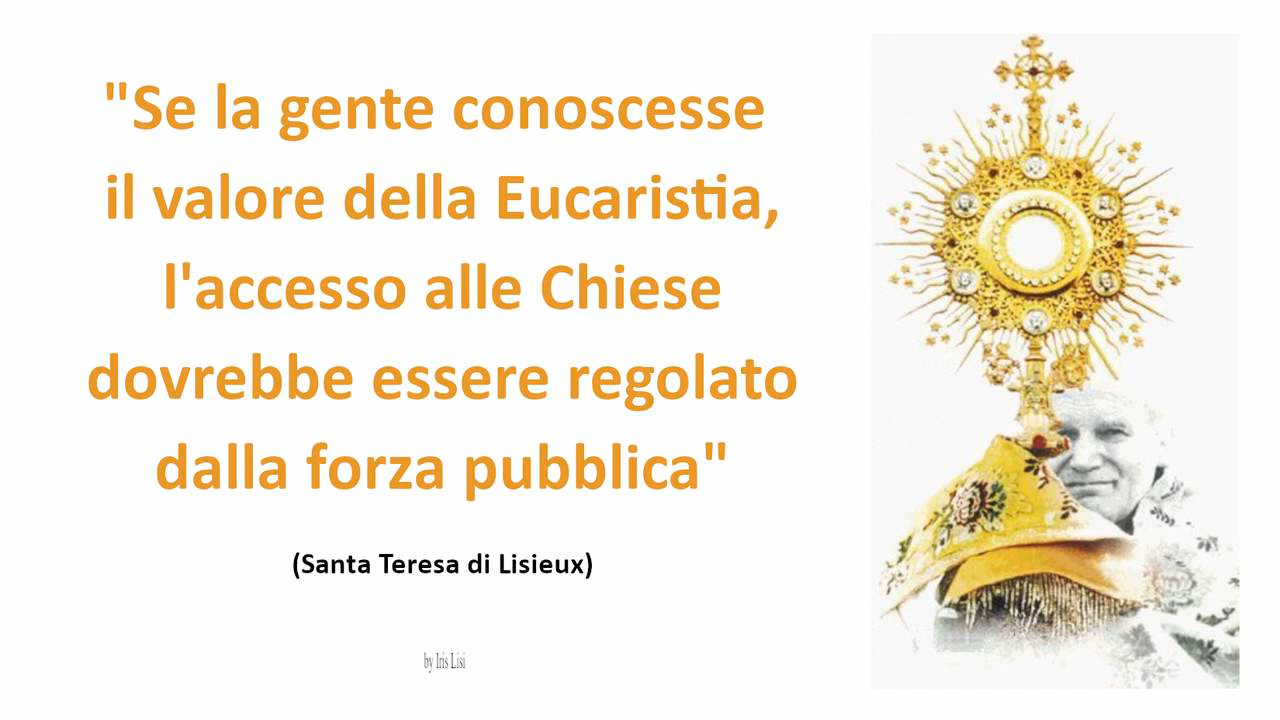 "Se la gente conoscesse
il valore della Eucaristia,
l'accesso alle Chiese
dovrebbe essere regolato
dalla forza pubblica"
(Santa Teresa di Lisieux)
by Iris Lisi